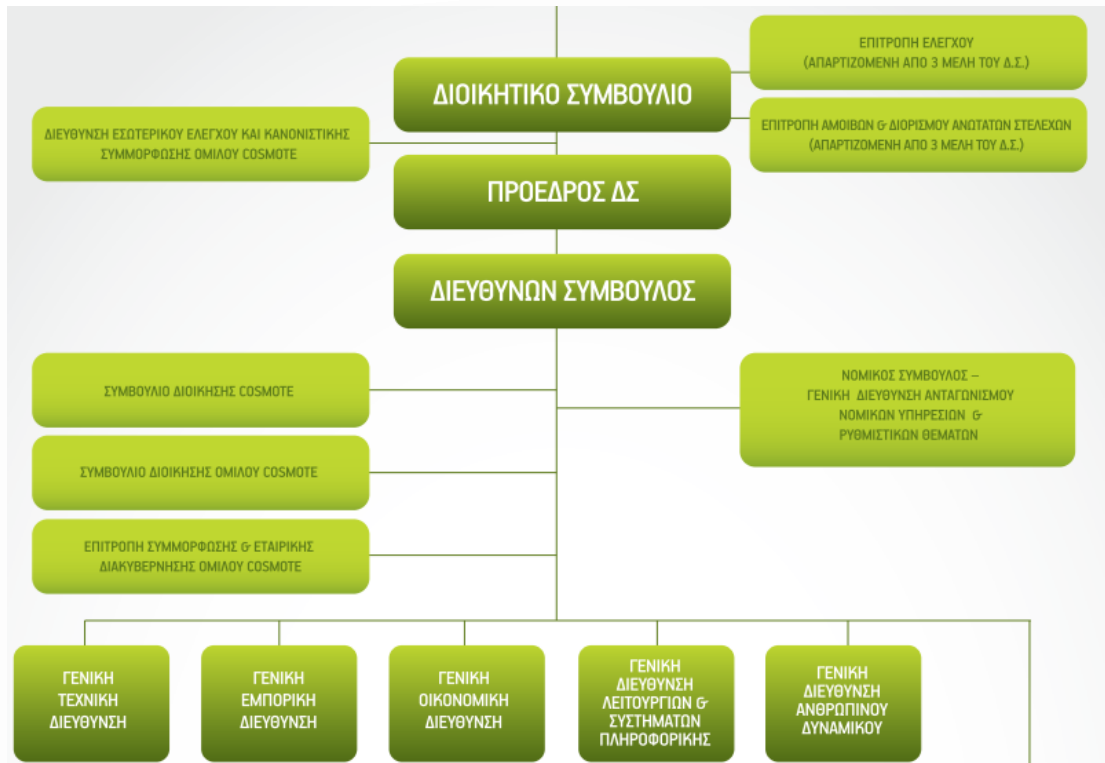 ΕΠΙΤΡΟΠΗ ΕΛΕΓΧΟΥ
(ΑΠΑΡΤΙΖΟΜΕΝΗ ΑΠΟ 3 ΜΕΛΗ ΤΟΥ Δ.Σ.)
ΔΙΟΙΚΗΤΙΚΟ ΣΥΜΒΟΥΛΙΟ
ΕΠΙΤΡΟΠΗ ΑΜΟΙΒΩΝ & ΔΙΟΡΙΣΜΟΥ ΑΝΩΤΑΤΩΝ ΣΤΕΛΕΧΩΝ
(ΑΠΑΡΤΙΖΟΜΕΝΗ ΑΠΟ 3 ΜΕΛΗ ΤΟΥ Δ.Σ.)
ΔΙΕΥΘΥΝΣΗ ΕΣΩΤΕΡΙΚΟΥ ΕΛΕΓΧΟΥ ΚΑΙ ΚΑΝΟΝΙΣΤΙΚΗΣ
ΣΥΜΜΟΡΦΩΣΗΣ ΟΜΙΛΟΥ COSMOTE
ΠΡΟΕΔΡΟΣ ΔΣ
ΔΙΕΥΘΥΝΩΝ ΣΥΜΒΟΥΛΟΣ
ΣΥΜΒΟΥΛΙΟ ΔΙΟΙΚΗΣΗΣ COSMOTE
ΝΟΜΙΚΟΣ ΣΥΜΒΟΥΛΟΣ –
ΓΕΝΙΚΗ ΔΙΕΥΘΥΝΣΗ ΑΝΤΑΓΩΝΙΣΜΟΥ
ΝΟΜΙΚΩΝ ΥΠΗΡΕΣΙΩΝ &
ΡΥΘΜΙΣΤΙΚΩΝ ΘΕΜΑΤΩΝ
ΣΥΜΒΟΥΛΙΟ ΔΙΟΙΚΗΣΗΣ ΟΜΙΛΟΥ COSMOTE
ΕΠΙΤΡΟΠΗ ΣΥΜΜΟΡΦΩΣΗΣ & ΕΤΑΙΡΙΚΗΣ
ΔΙΑΚΥΒΕΡΝΗΣΗΣ ΟΜΙΛΟΥ COSMOTE
ΓΕΝΙΚΗ
ΤΕΧΝΙΚΗ
ΔΙΕΥΘΥΝΣΗ
ΓΕΝΙΚΗ
ΕΜΠΟΡΙΚΗ
ΔΙΕΥΘΥΝΣΗ
ΓΕΝΙΚΗ
ΟΙΚΟΝΟΜΙΚΗ
ΔΙΕΥΘΥΝΣΗ
ΓΕΝΙΚΗ
ΔΙΕΥΘΥΝΣΗ
ΛΕΙΤΟΥΡΓΙΩΝ &
ΣΥΣΤΗΜΑΤΩΝ
ΠΛΗΡΟΦΟΡΙΚΗΣ
ΓΕΝΙΚΗ
ΔΙΕΥΘΥΝΣΗ
ΑΝΘΡΩΠΙΝΟΥ
ΔΥΝΑΜΙΚΟΥ